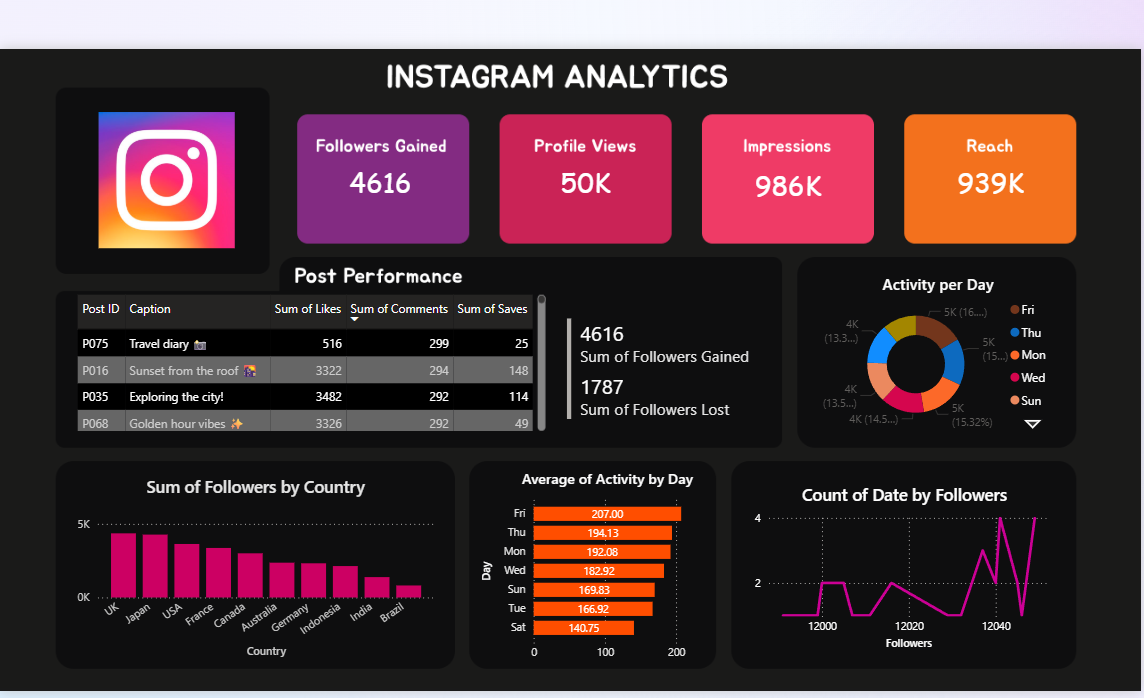 INSTAGRAM ANALYTICS
Followers Gained
4616
Profile Views
50K
Impressions
986K
Reach
939K
Post Performance
Post ID Caption Sum of Likes Sum of Comments Sum of Saves
P075 Travel diary 📷 516 299 25
P016 Sunset from the roof 🌇 3322 294 148
P035 Exploring the city! 3482 292 114
P068 Golden hour vibes ✨ 3326 292 49
4616
Sum of Followers Gained
1787
Sum of Followers Lost
Activity per Day
5K (16....)
5K
(15...)
5K
(15.32%)
4K (14.5...)
4K
(13.5...)
4K
(13.3...)
Fri
Thu
Mon
Wed
Sun
Sum of Followers by Country
5K
0K
UK
Japan
USA
France
Canada
Australia
Germany
Indonesia
India
Brazil
Country
Average of Activity by Day
Day
Fri 207.00
Thu 194.13
Mon 192.08
Wed 182.92
Sun 169.83
Tue 166.92
Sat 140.75
0 100 200
Count of Date by Followers
4
2
12000 12020 12040
Followers